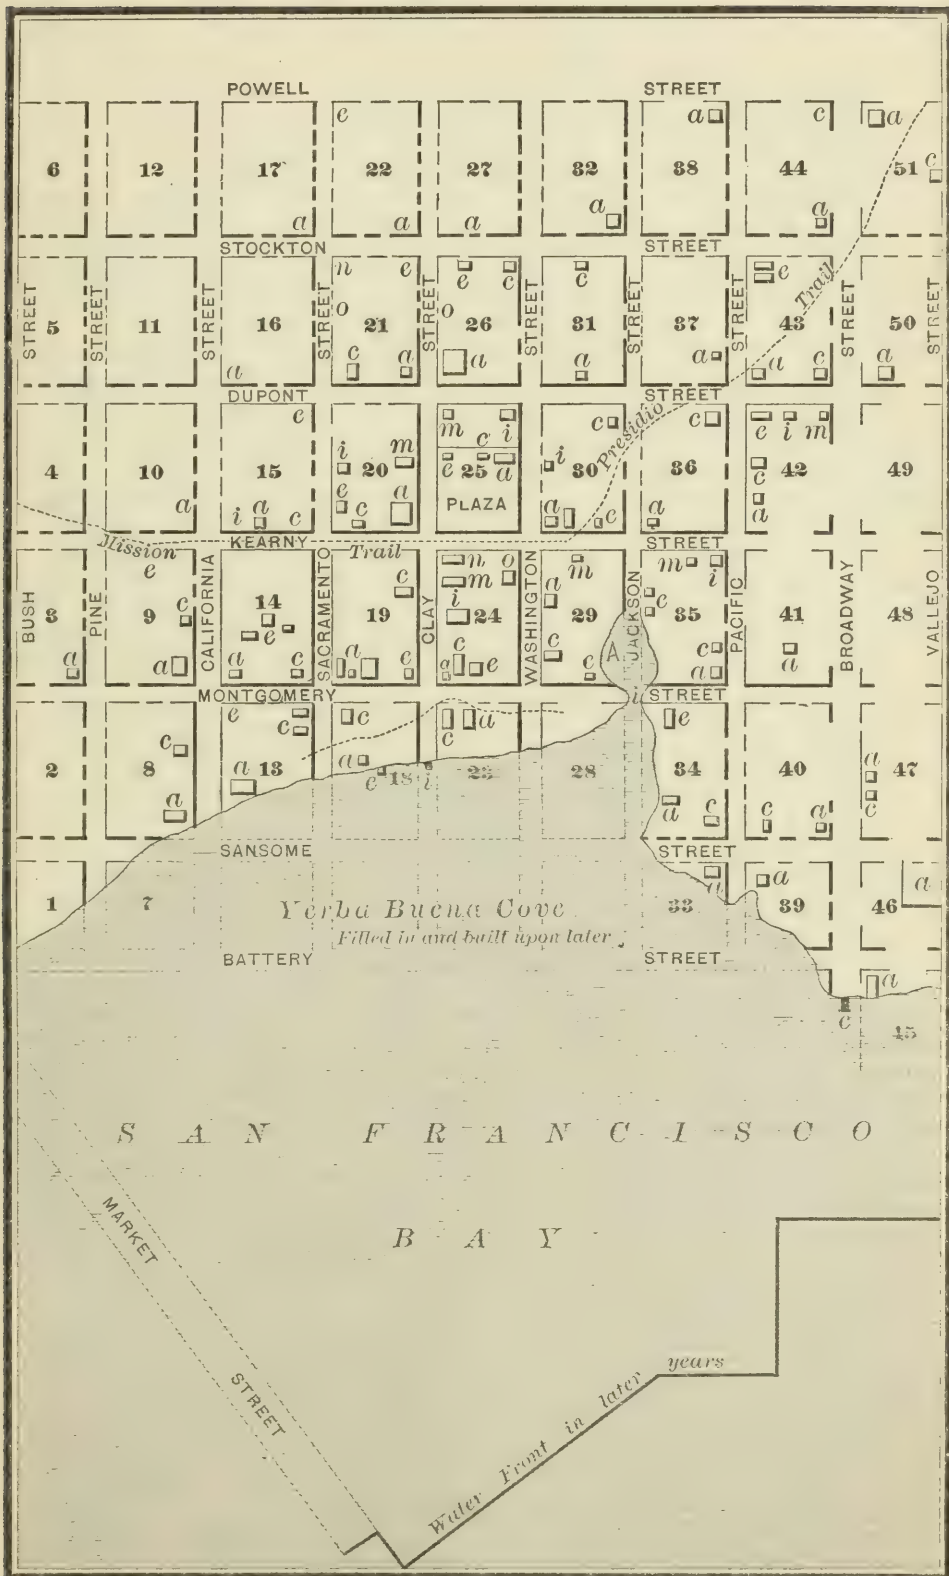 POWELL STREET
e a c a
6 12 17 22 27 32 38 44 51 c
a a a a a
STOCKTON STREET
n e e c c e
o o
STREET STREET STREET STREET STREET STREET STREET STREET STREET STREET
5 11 16 21 26 31 37 43 50
Trail
a c a a a a a c a
DUPONT STREET
e m c i c c e i m
Presidio
i m i
4 10 15 20 e 25 a 30 36 42 49
e a c
a i a c c PLAZA a c a a
Mission KEARNY Trail STREET
e n o m m i
m
c c i a c
3 9 14 19 24 29 35 41 48
e
BUSH PINE CALIFORNIA SACRAMENTO CLAY WASHINGTON JACKSON PACIFIC BROADWAY VALLEJO
A
c c c
a a a c a c a e c a a
MONTGOMERY i STREET
e c c c a e
c a
2 8 13 18 23 28 34 40 47
a a e i a c c a c
SANSOME STREET
a a a
1 7 33 39 46
Yerba Buena Cove
Filled in and built upon later
BATTERY STREET
a
c
45
SAN FRANCISCO
BAY
MARKET
STREET
Water Front in later years